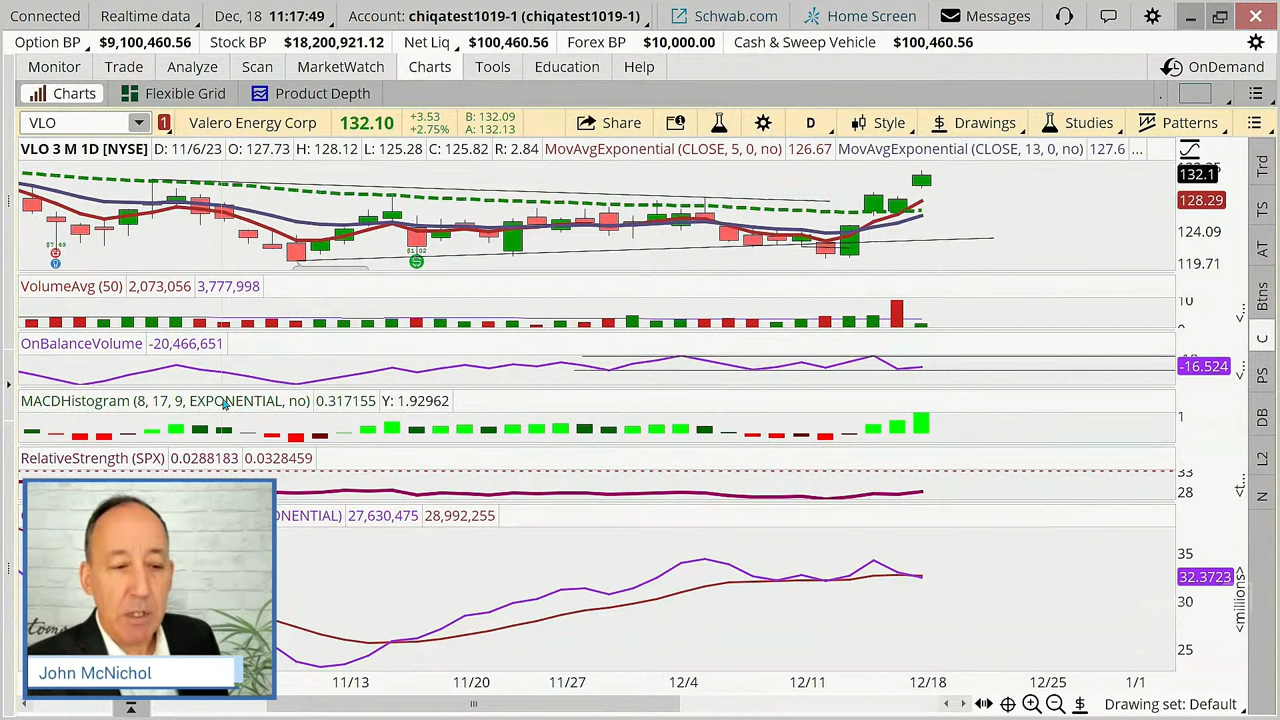 Connected Realtime data Dec, 18 11:17:49 Account: chiqatest1019-1 (chiqatest1019-1) Schwab.com Home Screen Messages
Option BP $9,100,460.56 Stock BP $18,200,921.12 Net Liq $100,460.56 Forex BP $10,000.00 Cash & Sweep Vehicle $100,460.56
Monitor Trade Analyze Scan MarketWatch Charts Tools Education Help OnDemand
Charts Flexible Grid Product Depth
VLO 1 Valero Energy Corp 132.10 +3.53 +2.75% B: 132.09 A: 132.13 Share D Style Drawings Studies Patterns
VLO 3 M 1D [NYSE] D: 11/6/23 O: 127.73 H: 128.12 L: 125.28 C: 125.82 R: 2.84 MovAvgExponential (CLOSE, 5, 0, no) 126.67 MovAvgExponential (CLOSE, 13, 0, no) 127.6 ...
132.1
128.29
124.09
119.71
VolumeAvg (50) 2,073,056 3,777,998
10
OnBalanceVolume -20,466,651
-16.524
MACDHistogram (8, 17, 9, EXPONENTIAL, no) 0.317155 Y: 1.92962
1
RelativeStrength (SPX) 0.0288183 0.0328459
28
ONENTIAL) 27,630,475 28,992,255
35
32.3723
30
25
<millions>
Trd
TS
AT
Btns
C
PS
DB
L2
N
John McNichol
11/13 11/20 11/27 12/4 12/11 12/18 12/25 1/1
Drawing set: Default